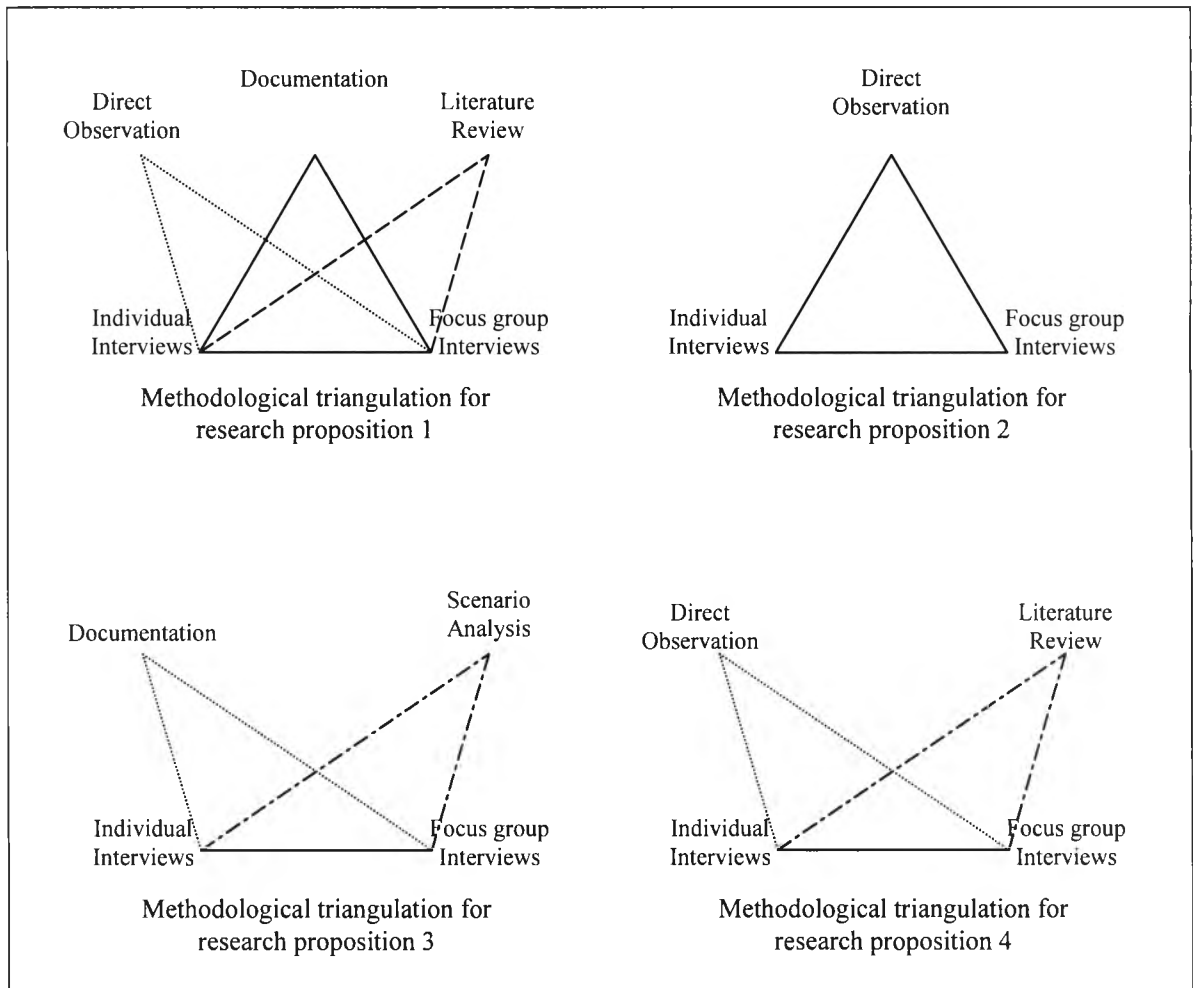 Documentation
Direct
Observation
Literature
Review
Individual
Interviews
Focus group
Interviews
Methodological triangulation for
research proposition 1
Direct
Observation
Individual
Interviews
Focus group
Interviews
Methodological triangulation for
research proposition 2
Documentation
Scenario
Analysis
Individual
Interviews
Focus group
Interviews
Methodological triangulation for
research proposition 3
Direct
Observation
Literature
Review
Individual
Interviews
Focus group
Interviews
Methodological triangulation for
research proposition 4